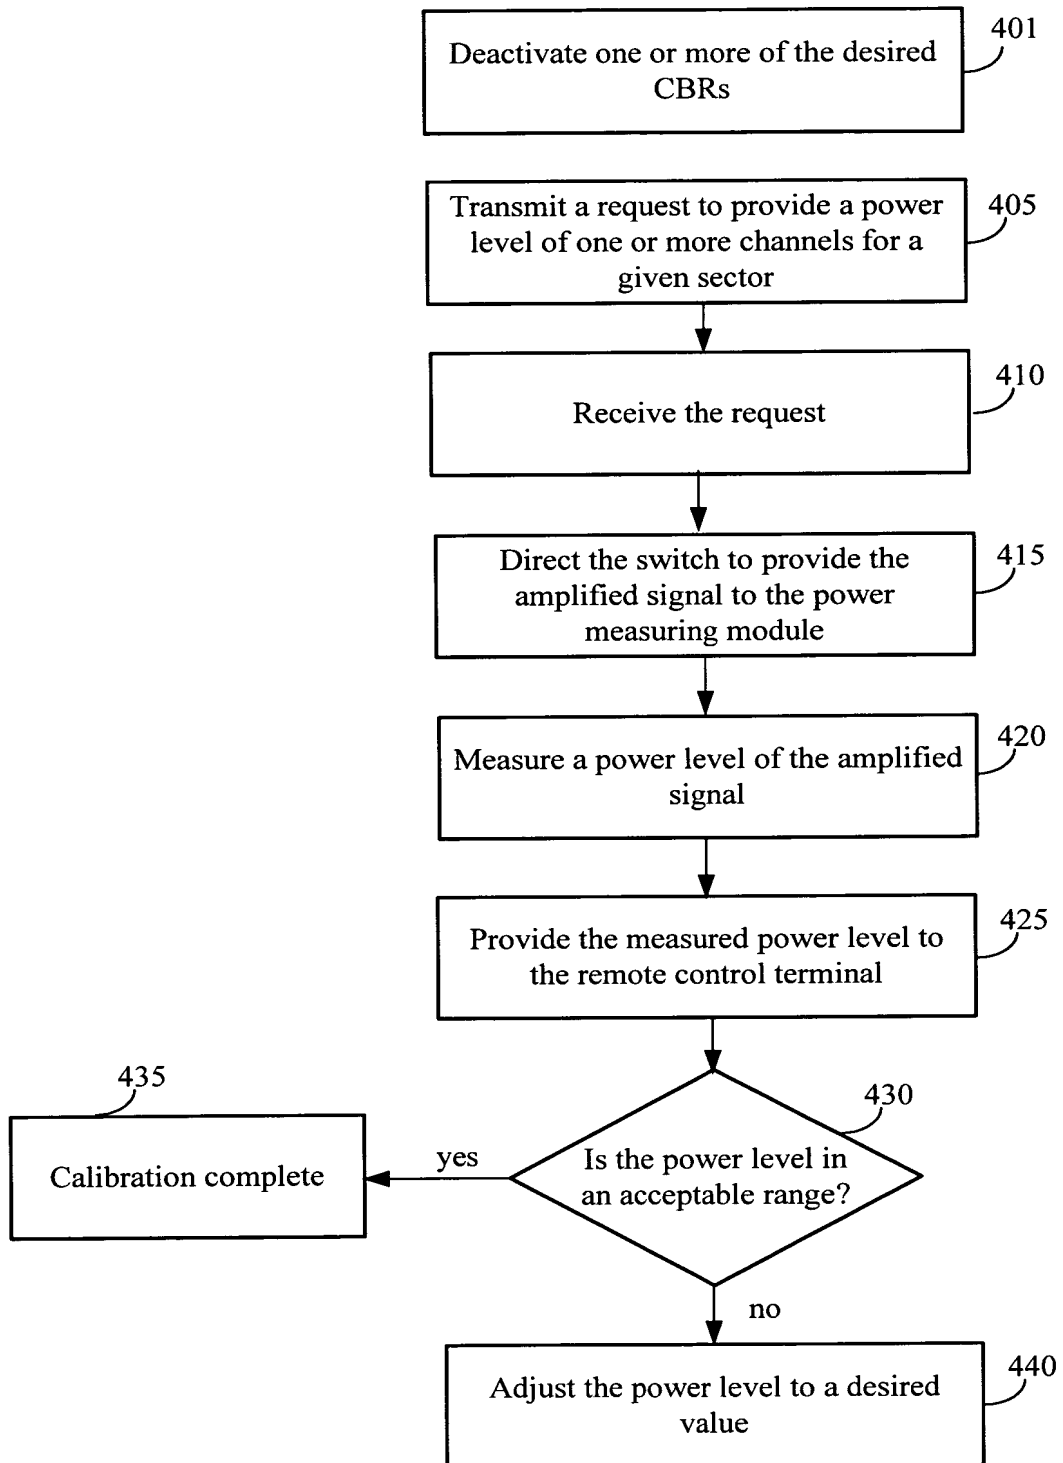 401
Deactivate one or more of the desired
CBRs
405
Transmit a request to provide a power
level of one or more channels for a
given sector
410
Receive the request
415
Direct the switch to provide the
amplified signal to the power
measuring module
420
Measure a power level of the amplified
signal
425
Provide the measured power level to
the remote control terminal
435
430
Calibration complete
yes
Is the power level in
an acceptable range?
no
440
Adjust the power level to a desired
value